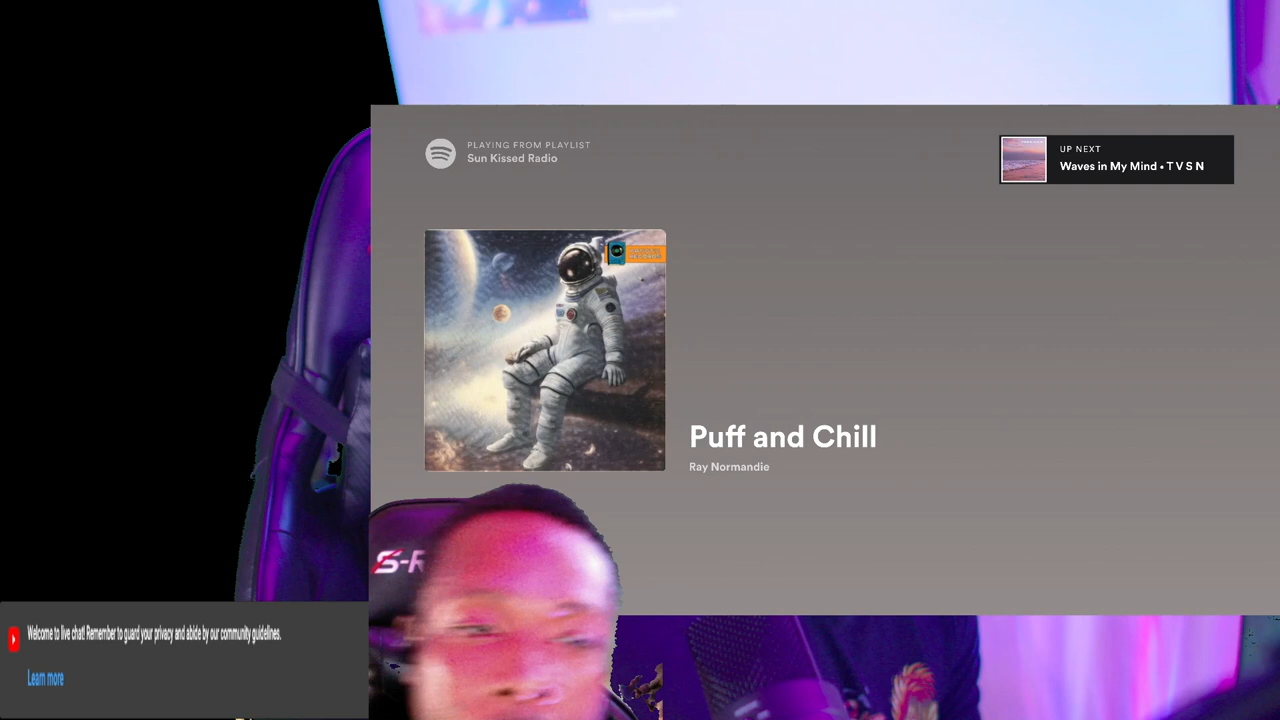 PLAYING FROM PLAYLIST
Sun Kissed Radio
UP NEXT
Waves in My Mind • T V S N
Puff and Chill
Ray Normandie
S-R
Welcome to live chat! Remember to guard your privacy and abide by our community guidelines.
Learn more